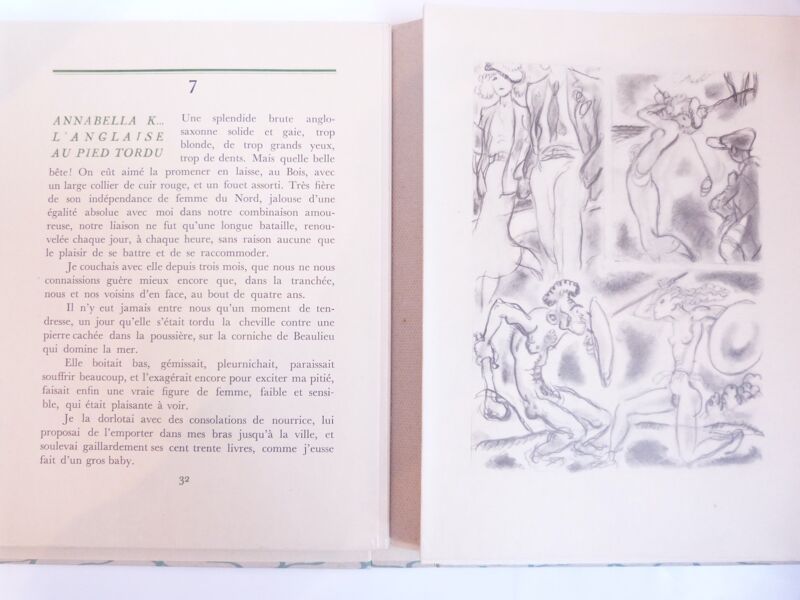 7
ANNABELLA K...
L'ANGLAISE
AU PIED TORDU
Une splendide brute anglo-
saxonne solide et gaie, trop
blonde, de trop grands yeux,
trop de dents. Mais quelle belle
bête! On eût aimé la promener en laisse, au Bois, avec
un large collier de cuir rouge, et un fouet assorti. Très fière
de son indépendance de femme du Nord, jalouse d'une
égalité absolue avec moi dans notre combinaison amou-
reuse, notre liaison ne fut qu'une longue bataille, renou-
velée chaque jour, à chaque heure, sans raison aucune que
le plaisir de se battre et de se raccommoder.
Je couchais avec elle depuis trois mois, que nous ne nous
connaissions guère mieux encore que, dans la tranchée,
nous et nos voisins d'en face, au bout de quatre ans.
Il n'y eut jamais entre nous qu'un moment de ten-
dresse, un jour qu'elle s'était tordu la cheville contre une
pierre cachée dans la poussière, sur la corniche de Beaulieu
qui domine la mer.
Elle boitait bas, gémissait, pleurnichait, paraissait
souffrir beaucoup, et l'exagérait encore pour exciter ma pitié,
faisait enfin une vraie figure de femme, faible et sensi-
ble, qui était plaisante à voir.
Je la dorlotai avec des consolations de nourrice, lui
proposai de l'emporter dans mes bras jusqu'à la ville, et
soulevai gaillardement ses cent trente livres, comme j'eusse
fait d'un gros baby.
32